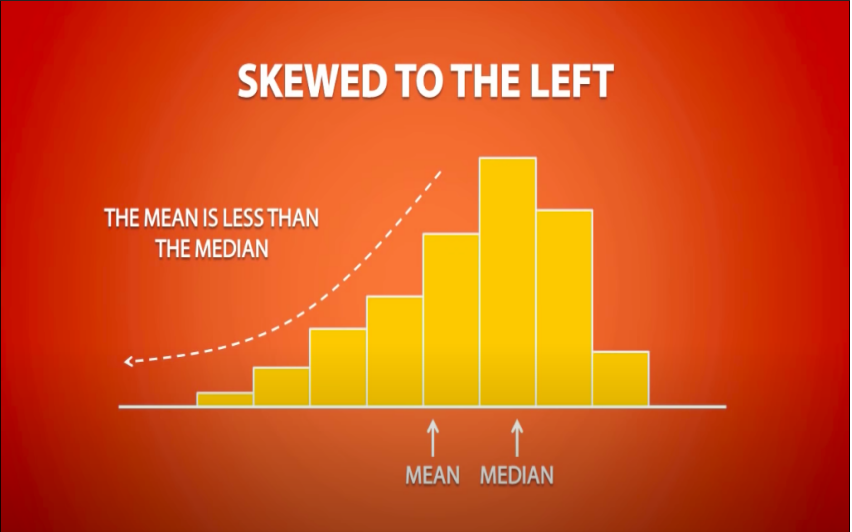 SKEWED TO THE LEFT
THE MEAN IS LESS THAN
THE MEDIAN
MEAN
MEDIAN